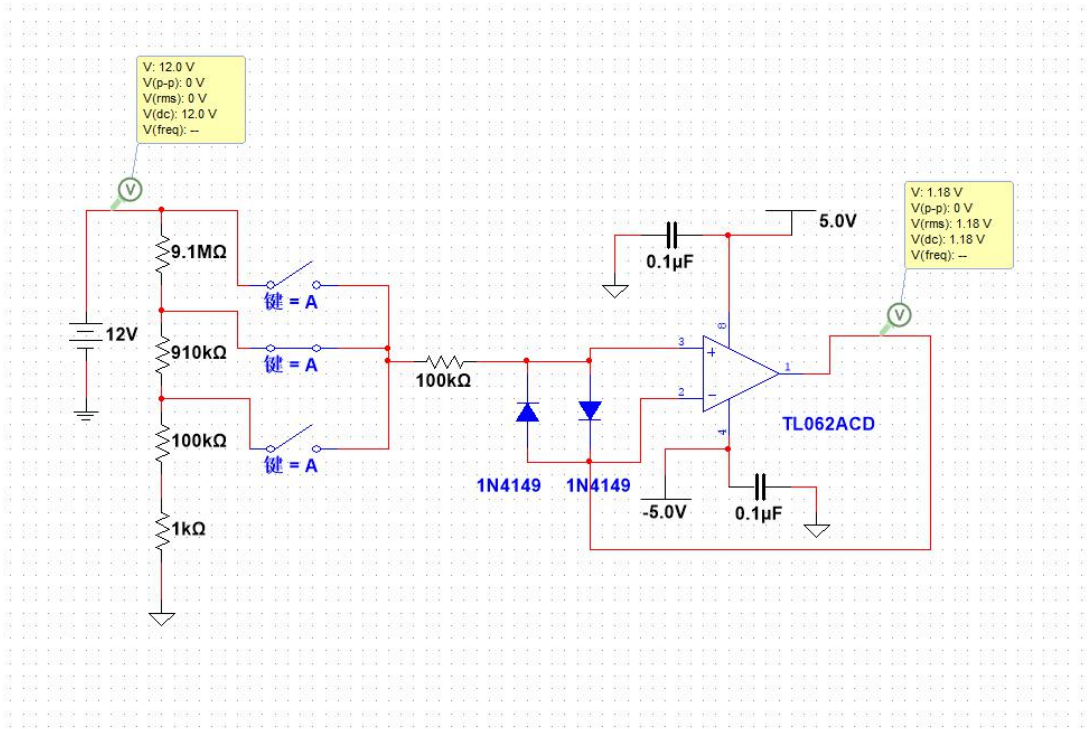 V: 12.0 V
V(p-p): 0 V
V(rms): 0 V
V(dc): 12.0 V
V(freq): --
V
V: 1.18 V
V(p-p): 0 V
V(rms): 1.18 V
V(dc): 1.18 V
V(freq): --
V
9.1MΩ
键 = A
12V
910kΩ
键 = A
100kΩ
键 = A
1kΩ
100kΩ
1N4149
1N4149
0.1µF
5.0V
8
3
2
1
4
TL062ACD
-5.0V
0.1µF